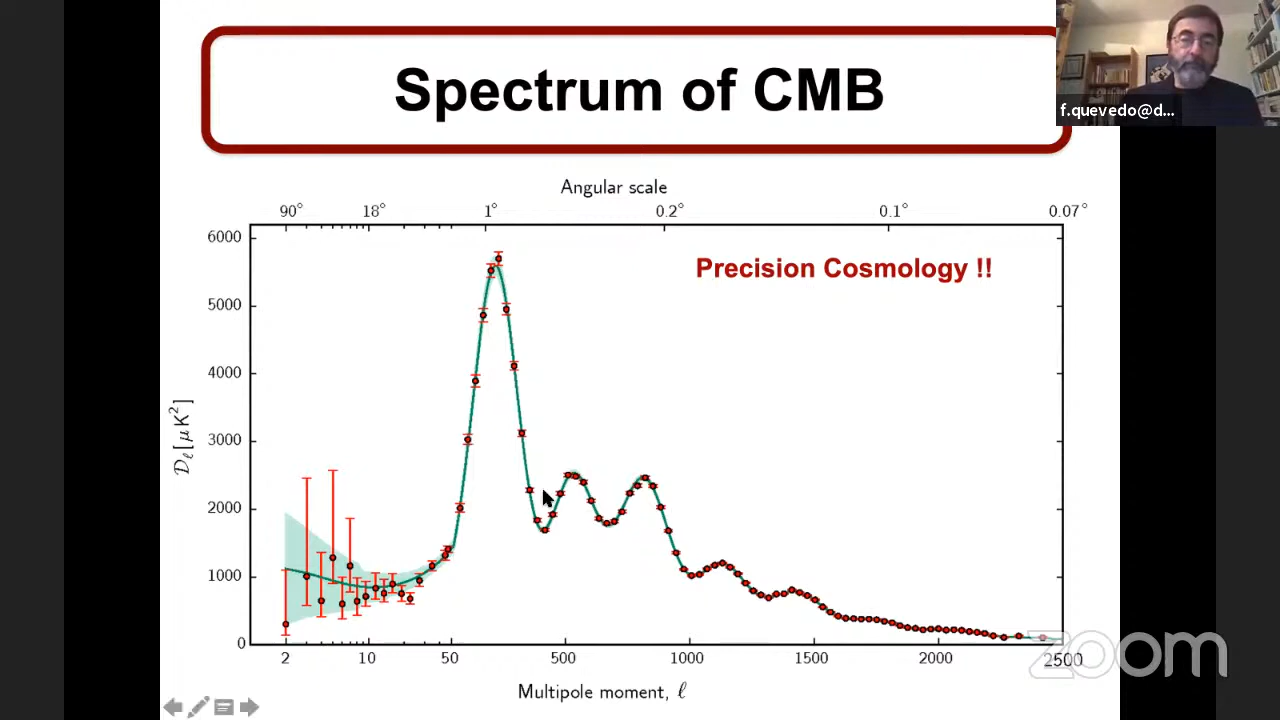 Spectrum of CMB
f.quevedo@d...
Angular scale
90° 18° 1° 0.2° 0.1° 0.07°
Precision Cosmology !!
6000
5000
4000
3000
2000
1000
0
𝒟ℓ [μK²]
2 10 50 500 1000 1500 2000 2500
Multipole moment, ℓ
zoom